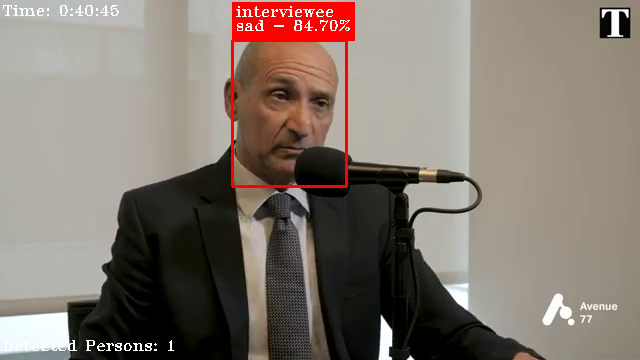 Time: 0:40:45
interviewee
sad - 84.70%
T
Avenue
77
Detected Persons: 1